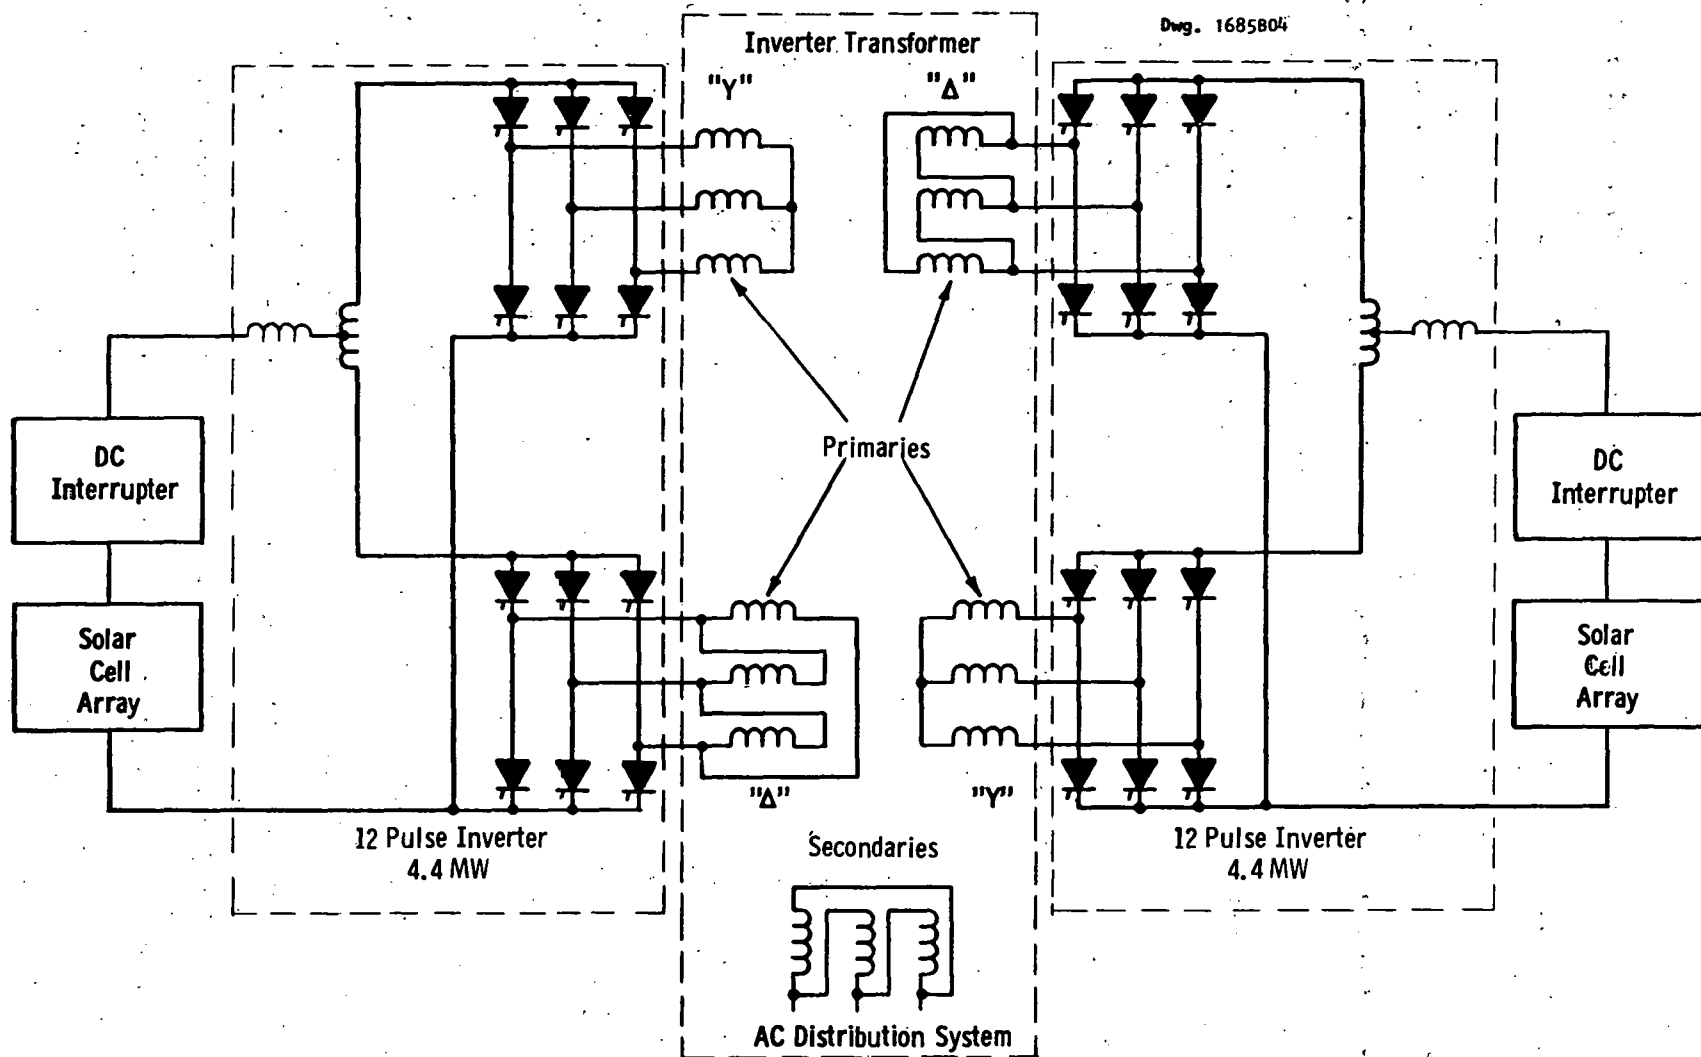 Dwg. 1685B04
Inverter Transformer
"Y"
"Δ"
DC
Interrupter
Solar
Cell
Array
Primaries
DC
Interrupter
Solar
Cell
Array
"Δ"
"Y"
12 Pulse Inverter
4.4 MW
Secondaries
12 Pulse Inverter
4.4 MW
AC Distribution System